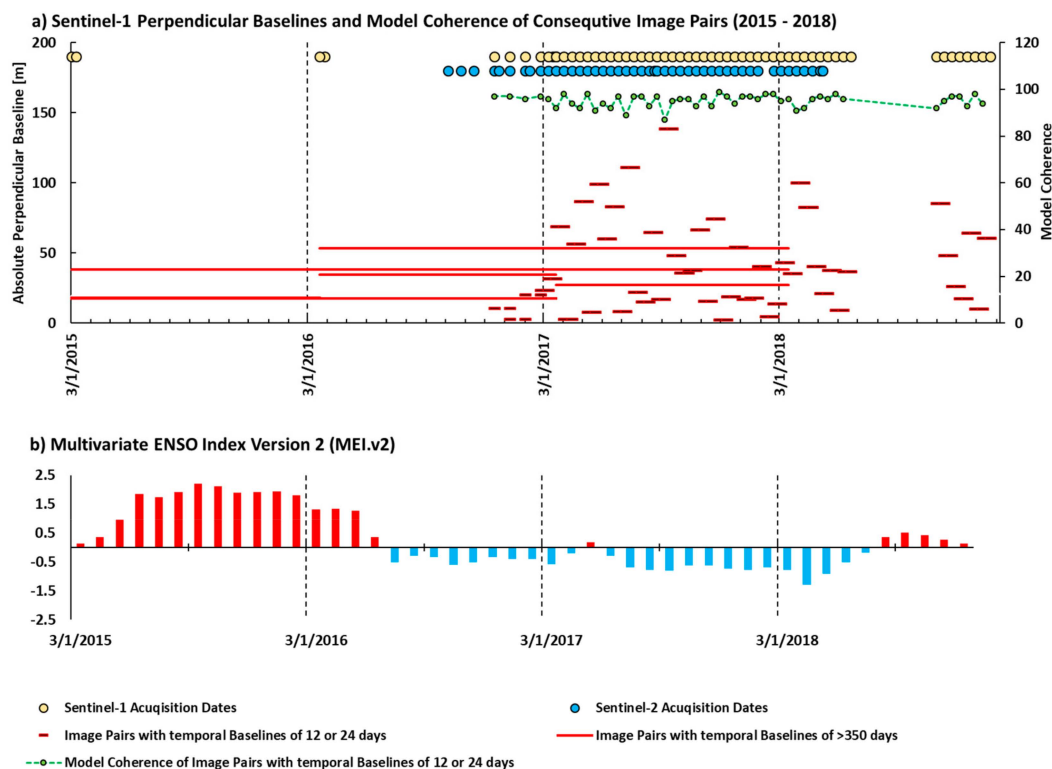 a) Sentinel-1 Perpendicular Baselines and Model Coherence of Consequtive Image Pairs (2015 - 2018)
Absolute Perpendicular Baseline [m]
200
150
100
50
0
120
100
80
60
40
20
0
Model Coherence
3/1/2015
3/1/2016
3/1/2017
3/1/2018
b) Multivariate ENSO Index Version 2 (MEI.v2)
2.5
1.5
0.5
-0.5
-1.5
-2.5
3/1/2015 3/1/2016 3/1/2017 3/1/2018
Sentinel-1 Acuqisition Dates Sentinel-2 Acuqisition Dates
Image Pairs with temporal Baselines of 12 or 24 days Image Pairs with temporal Baselines of >350 days
Model Coherence of Image Pairs with temporal Baselines of 12 or 24 days